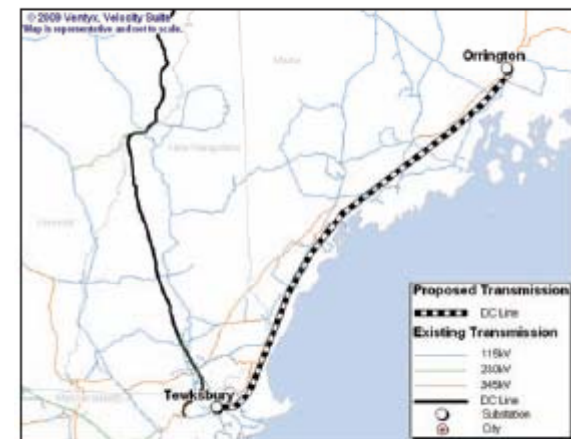 © 2009 Ventyx, Velocity Suite
Map is representative and not to scale.
Orrington
Maine
New Hampshire
Vermont
Tewksbury
Proposed Transmission
DC Line
Existing Transmission
115kV
230kV
345kV
DC Line
Substation
City